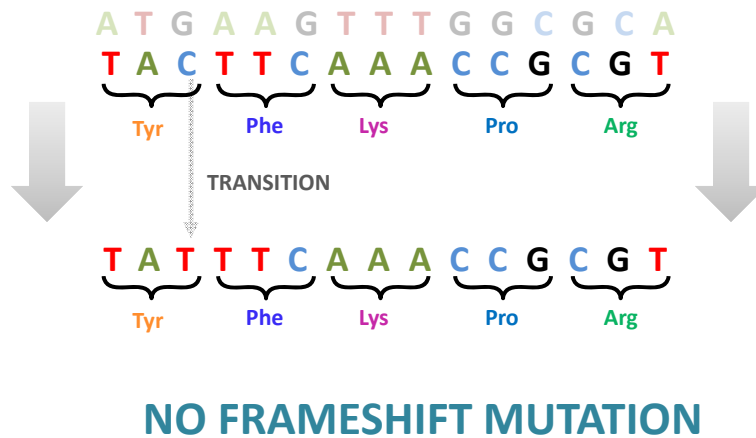 A T G A A G T T T G G C G C A
T A C T T C A A A C C G C G T
Tyr Phe Lys Pro Arg
TRANSITION
T A T T T C A A A C C G C G T
Tyr Phe Lys Pro Arg
NO FRAMESHIFT MUTATION